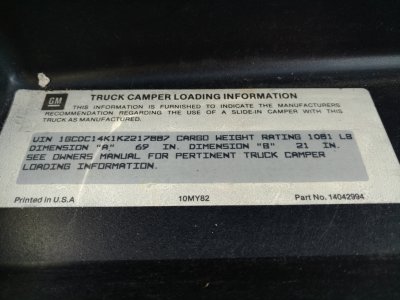 GM
TRUCK CAMPER LOADING INFORMATION
THIS INFORMATION IS FURNISHED TO INDICATE THE MANUFACTURERS
RECOMMENDATION REGARDING THE USE OF A SLIDE-IN CAMPER WITH THIS
TRUCK AS MANUFACTURED.
VIN 1GCDC14K1K2217887 CARGO WEIGHT RATING 1081 LB
DIMENSION "A" 69 IN. DIMENSION "B" 21 IN.
SEE OWNERS MANUAL FOR PERTINENT TRUCK CAMPER
LOADING INFORMATION.
Printed in U.S.A
10MY82
Part No. 14042994